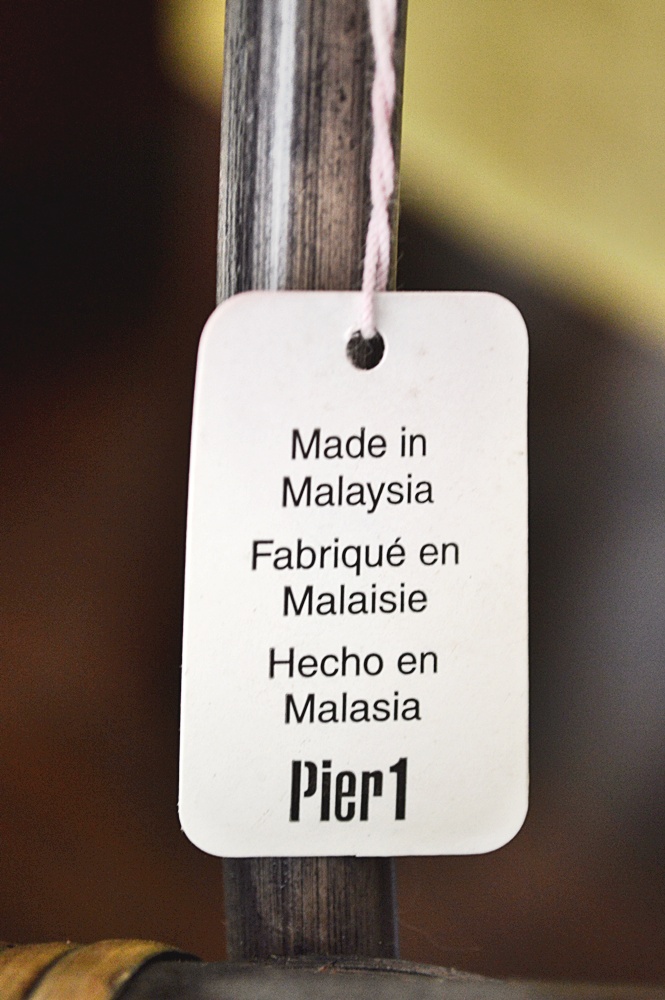 Made in
Malaysia
Fabriqué en
Malaisie
Hecho en
Malasia
Pier1